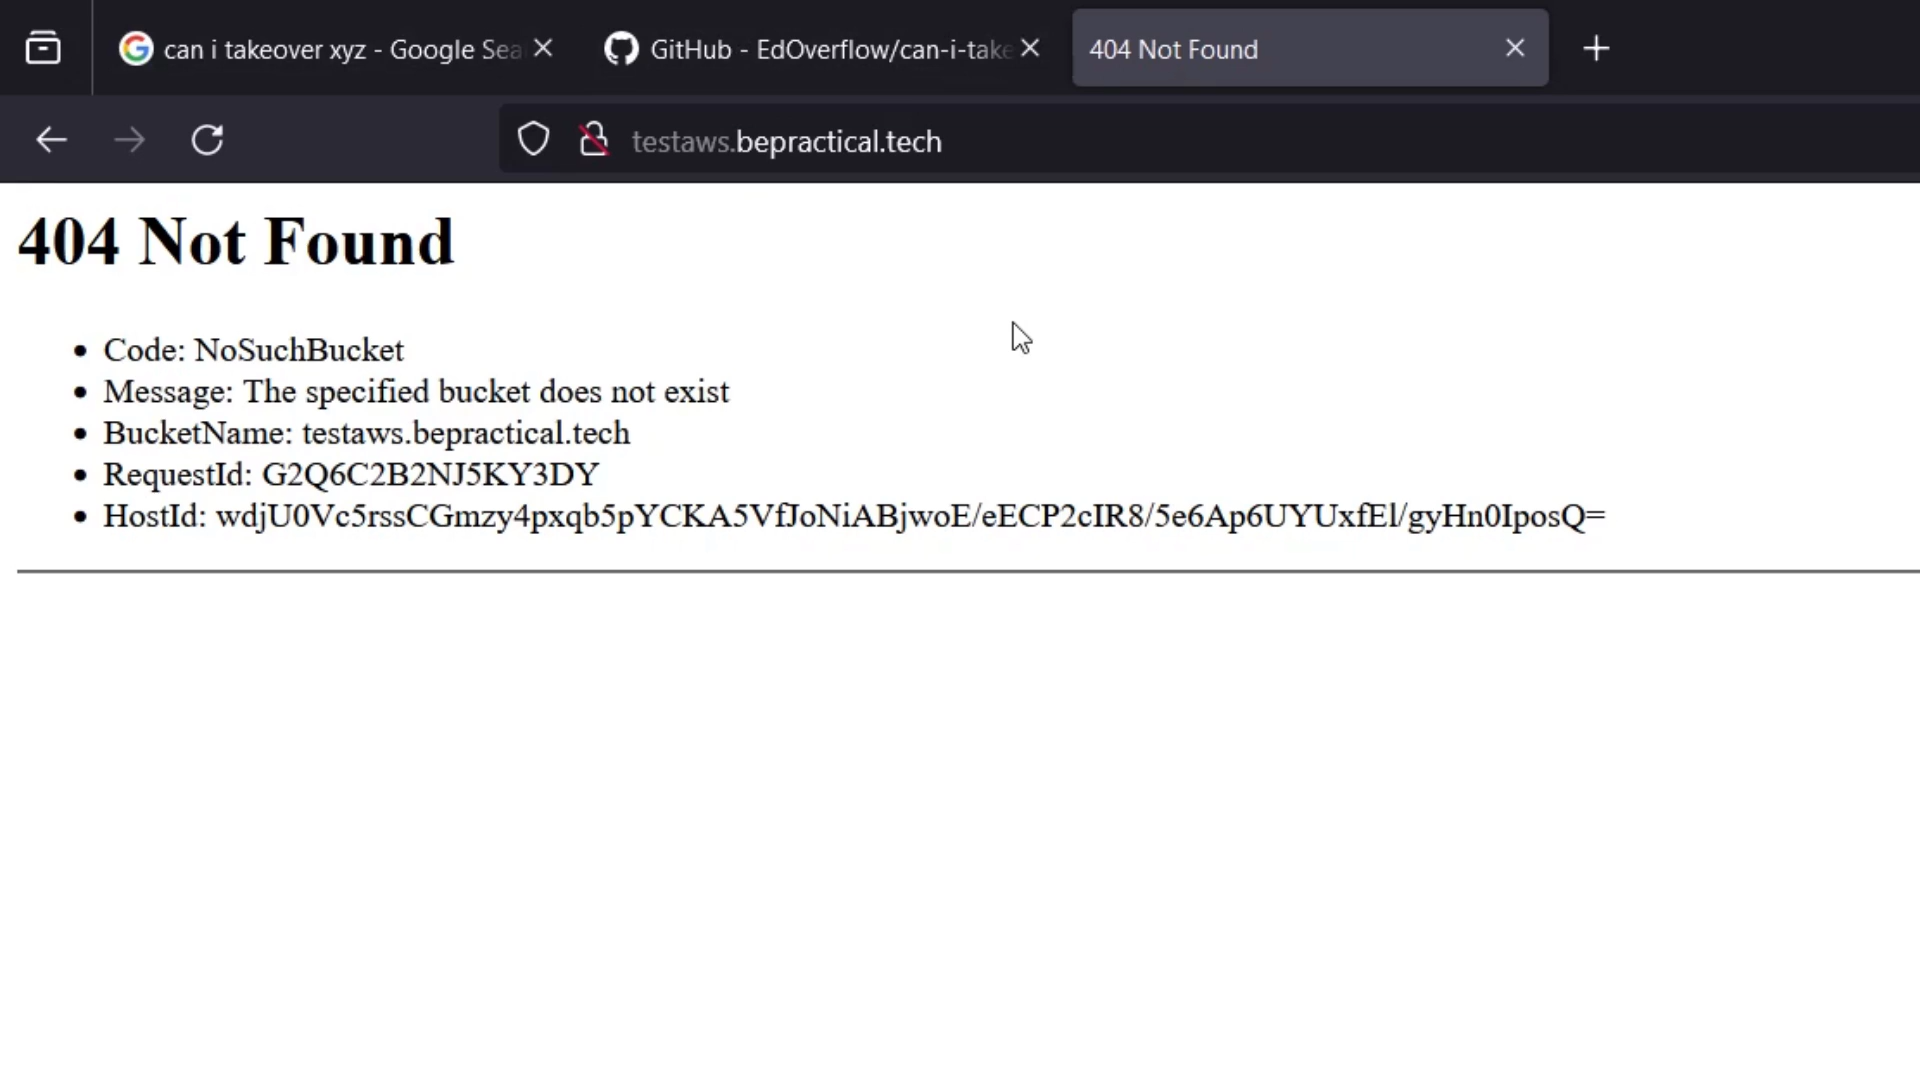 can i takeover xyz - Google Sea
GitHub - EdOverflow/can-i-take
404 Not Found
testaws.bepractical.tech
404 Not Found
Code: NoSuchBucket
Message: The specified bucket does not exist
BucketName: testaws.bepractical.tech
RequestId: G2Q6C2B2NJ5KY3DY
HostId: wdjU0Vc5rssCGmzy4pxqb5pYCKA5VfJoNiABjwoE/eECP2cIR8/5e6Ap6UYUxfEl/gyHn0IposQ=